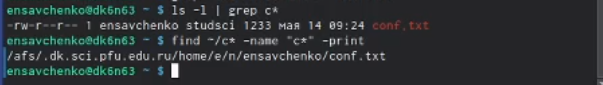 ensavchenko@dk6n63 ~ $ ls -l | grep c*
-rw-r--r-- 1 ensavchenko studsci 1233 мая 14 09:24 conf.txt
ensavchenko@dk6n63 ~ $ find ~/c* -name "c*" -print
/afs/.dk.sci.pfu.edu.ru/home/e/n/ensavchenko/conf.txt
ensavchenko@dk6n63 ~ $